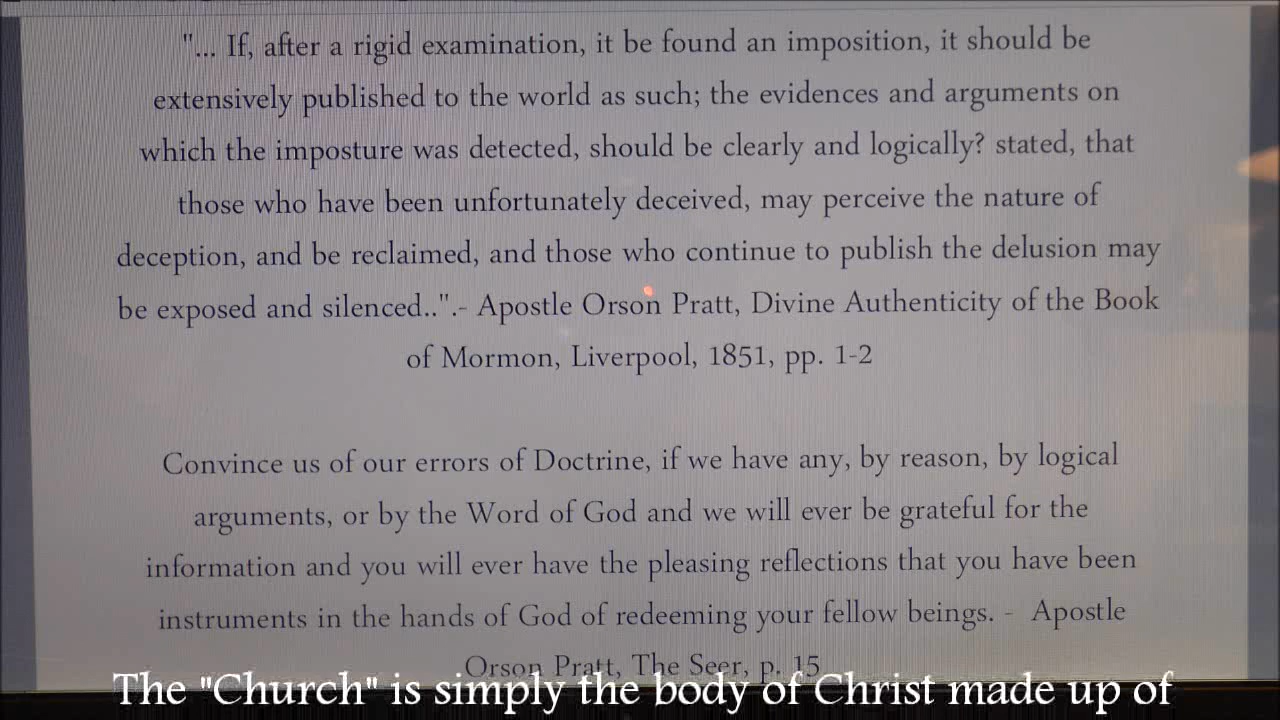 "... If, after a rigid examination, it be found an imposition, it should be
extensively published to the world as such; the evidences and arguments on
which the imposture was detected, should be clearly and logically? stated, that
those who have been unfortunately deceived, may perceive the nature of
deception, and be reclaimed, and those who continue to publish the delusion may
be exposed and silenced..".- Apostle Orson Pratt, Divine Authenticity of the Book
of Mormon, Liverpool, 1851, pp. 1-2
Convince us of our errors of Doctrine, if we have any, by reason, by logical
arguments, or by the Word of God and we will ever be grateful for the
information and you will ever have the pleasing reflections that you have been
instruments in the hands of God of redeeming your fellow beings. - Apostle
Orson Pratt, The Seer, p. 15
The "Church" is simply the body of Christ made up of